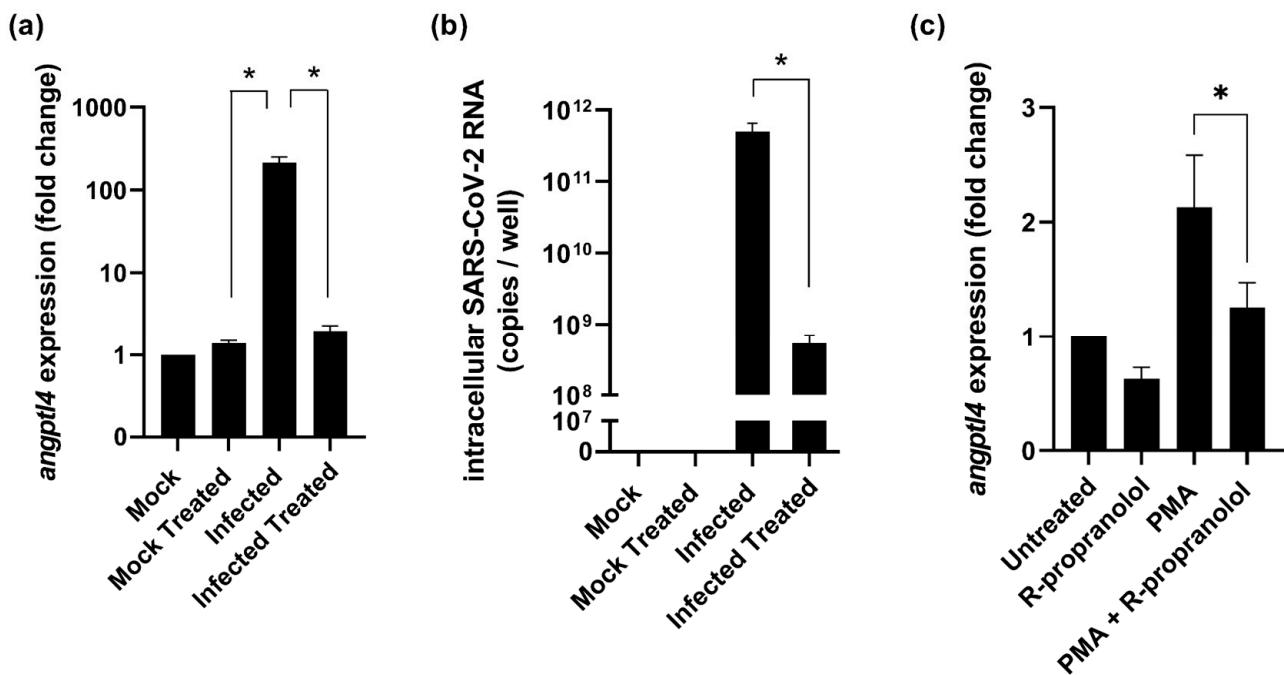 (a)
angptl4 expression (fold change)
1000
100
10
1
0
*
*
Mock
Mock Treated
Infected
Infected Treated
(b)
intracellular SARS-CoV-2 RNA
(copies / well)
10¹²
10¹¹
10¹⁰
10⁹
10⁸
10⁷
0
*
Mock
Mock Treated
Infected
Infected Treated
(c)
angptl4 expression (fold change)
3
2
1
0
*
Untreated
R-propranolol
PMA
PMA + R-propranolol